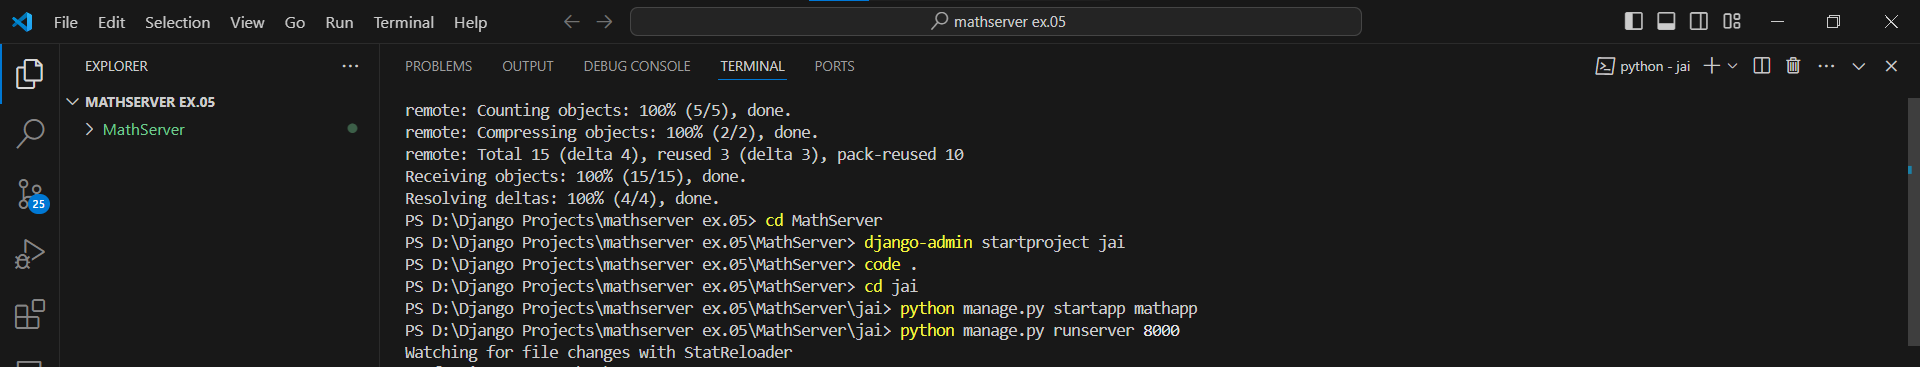 File Edit Selection View Go Run Terminal Help
mathserver ex.05
EXPLORER
PROBLEMS OUTPUT DEBUG CONSOLE TERMINAL PORTS
python - jai
MATHSERVER EX.05
MathServer
25
remote: Counting objects: 100% (5/5), done.
remote: Compressing objects: 100% (2/2), done.
remote: Total 15 (delta 4), reused 3 (delta 3), pack-reused 10
Receiving objects: 100% (15/15), done.
Resolving deltas: 100% (4/4), done.
PS D:\Django Projects\mathserver ex.05> cd MathServer
PS D:\Django Projects\mathserver ex.05\MathServer> django-admin startproject jai
PS D:\Django Projects\mathserver ex.05\MathServer> code .
PS D:\Django Projects\mathserver ex.05\MathServer> cd jai
PS D:\Django Projects\mathserver ex.05\MathServer\jai> python manage.py startapp mathapp
PS D:\Django Projects\mathserver ex.05\MathServer\jai> python manage.py runserver 8000
Watching for file changes with StatReloader